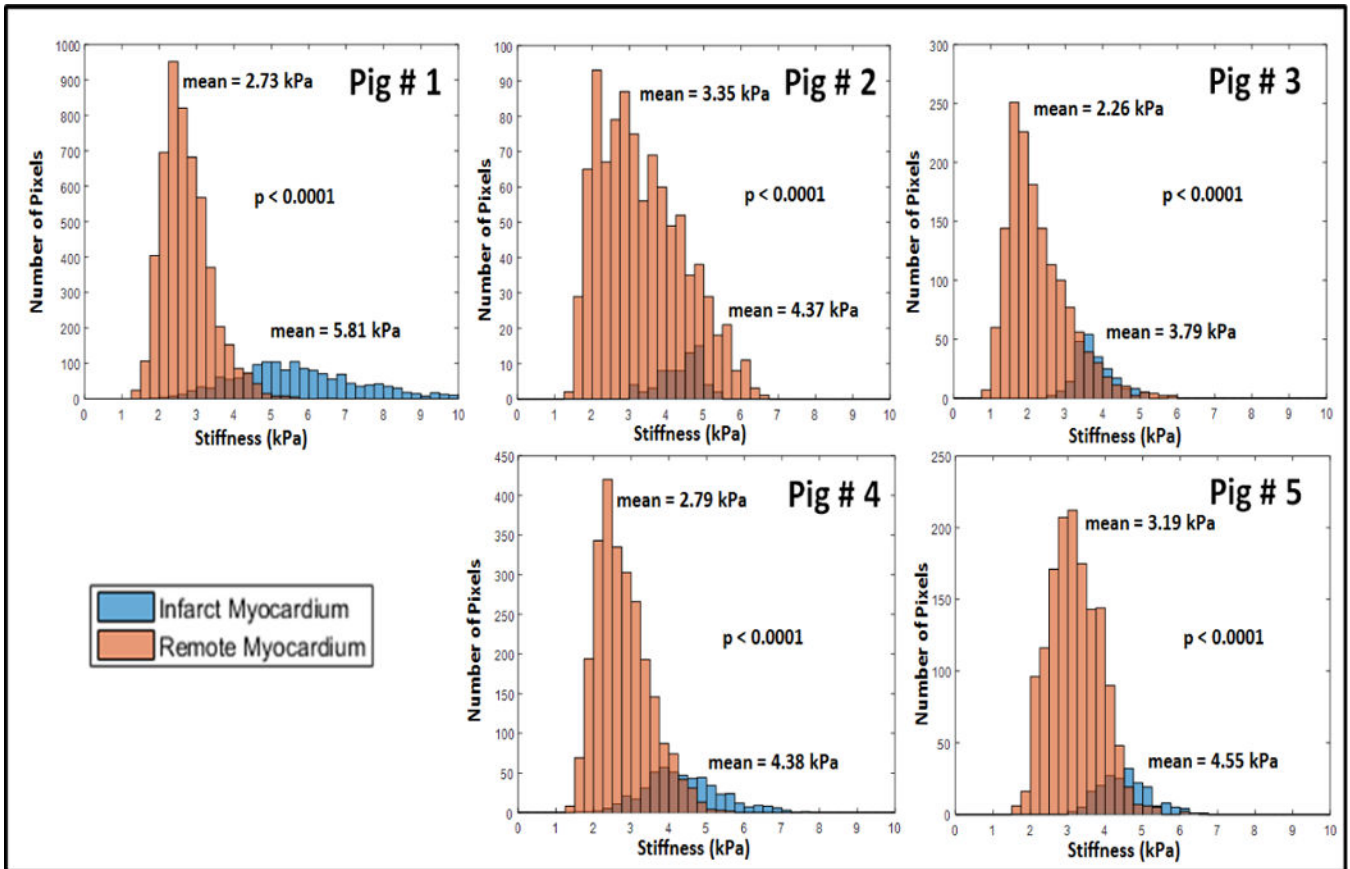 Pig # 1
mean = 2.73 kPa
p < 0.0001
mean = 5.81 kPa
Number of Pixels
1000
900
800
700
600
500
400
300
200
100
0
0 1 2 3 4 5 6 7 8 9 10
Stiffness (kPa)
Pig # 2
mean = 3.35 kPa
p < 0.0001
mean = 4.37 kPa
Number of Pixels
100
90
80
70
60
50
40
30
20
10
0
0 1 2 3 4 5 6 7 8 9 10
Stiffness (kPa)
Pig # 3
mean = 2.26 kPa
p < 0.0001
mean = 3.79 kPa
Number of Pixels
300
250
200
150
100
50
0
0 1 2 3 4 5 6 7 8 9 10
Stiffness (kPa)
Infarct Myocardium
Remote Myocardium
Pig # 4
mean = 2.79 kPa
p < 0.0001
mean = 4.38 kPa
Number of Pixels
450
400
350
300
250
200
150
100
50
0
0 1 2 3 4 5 6 7 8 9 10
Stiffness (kPa)
Pig # 5
mean = 3.19 kPa
p < 0.0001
mean = 4.55 kPa
Number of Pixels
250
200
150
100
50
0
0 1 2 3 4 5 6 7 8 9 10
Stiffness (kPa)